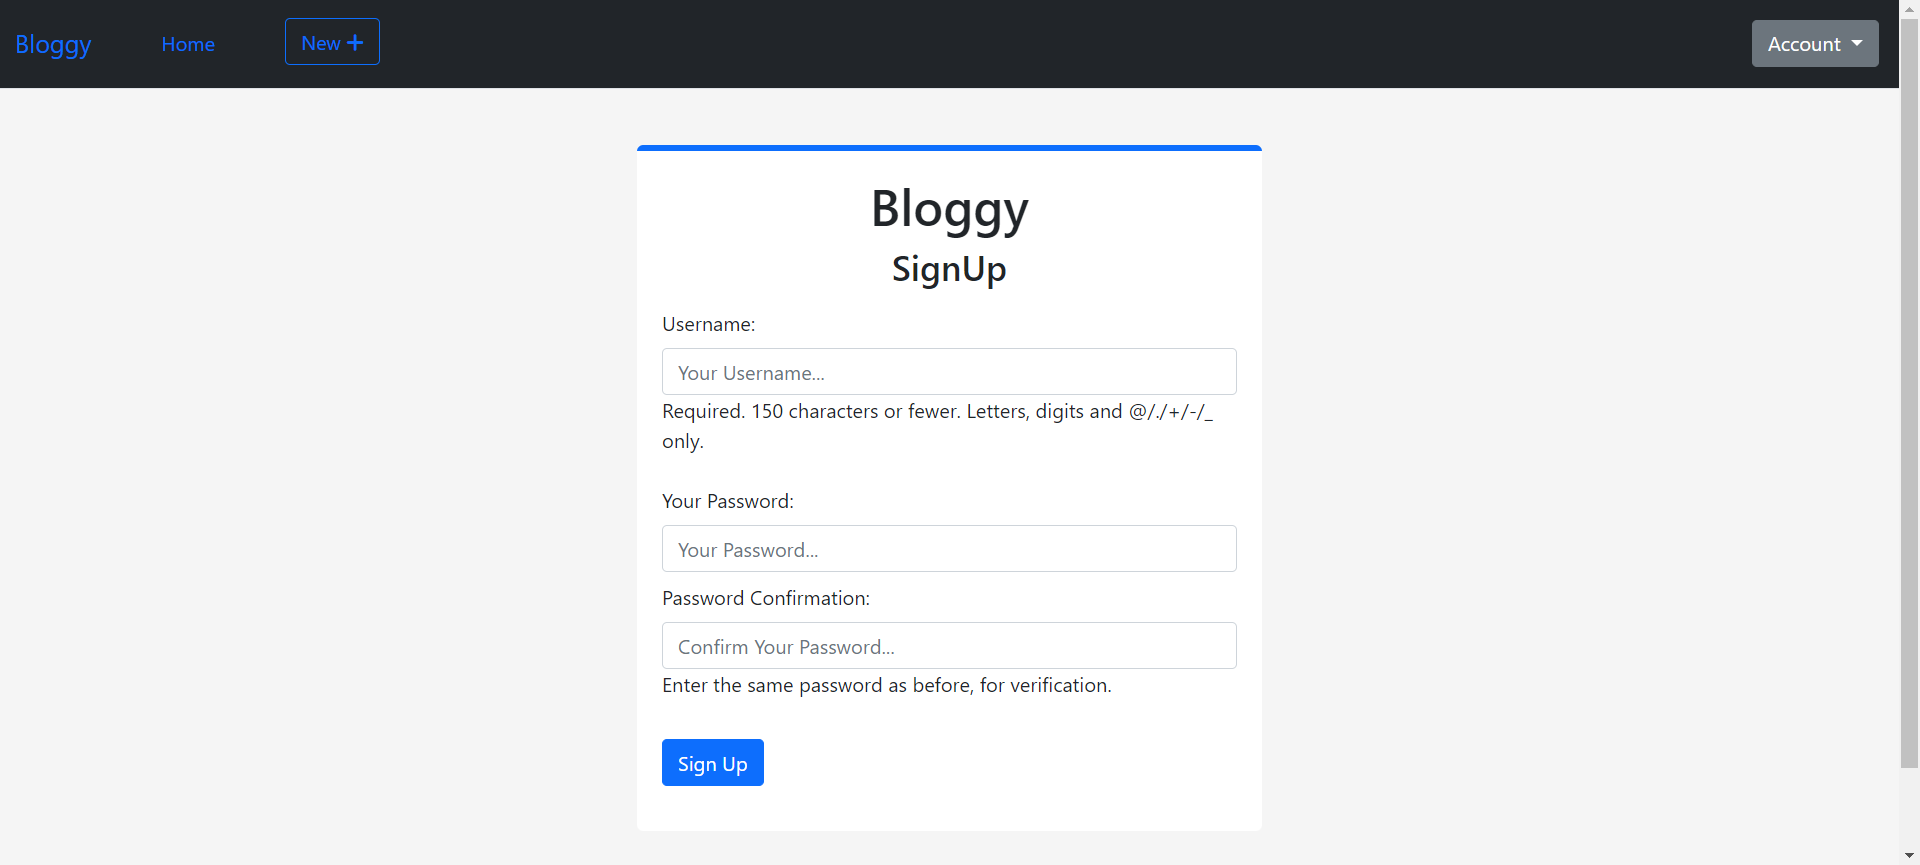 Bloggy
Home
New +
Account
Bloggy
SignUp
Username:
Your Username...
Required. 150 characters or fewer. Letters, digits and @/./+/-/_
only.
Your Password:
Your Password...
Password Confirmation:
Confirm Your Password...
Enter the same password as before, for verification.
Sign Up